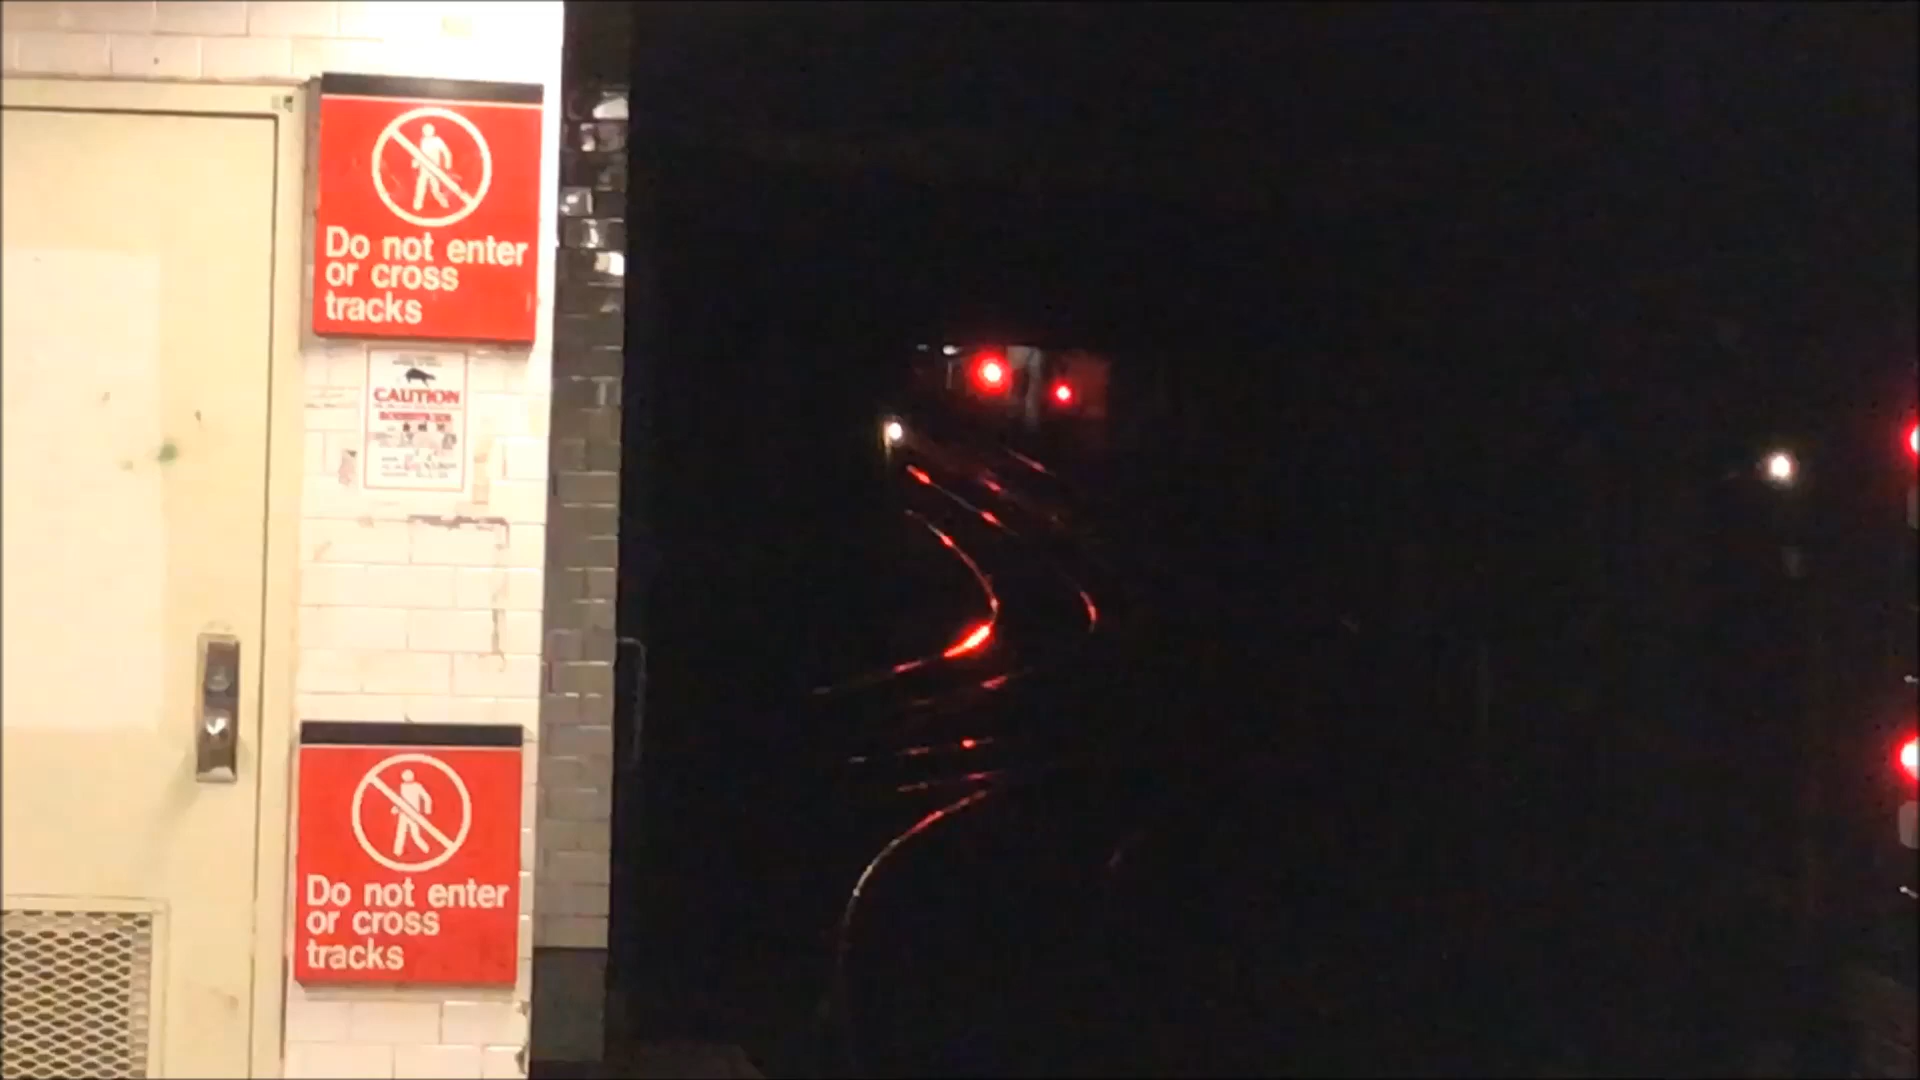 Do not enter
or cross
tracks
CAUTION
Do not enter
or cross
tracks